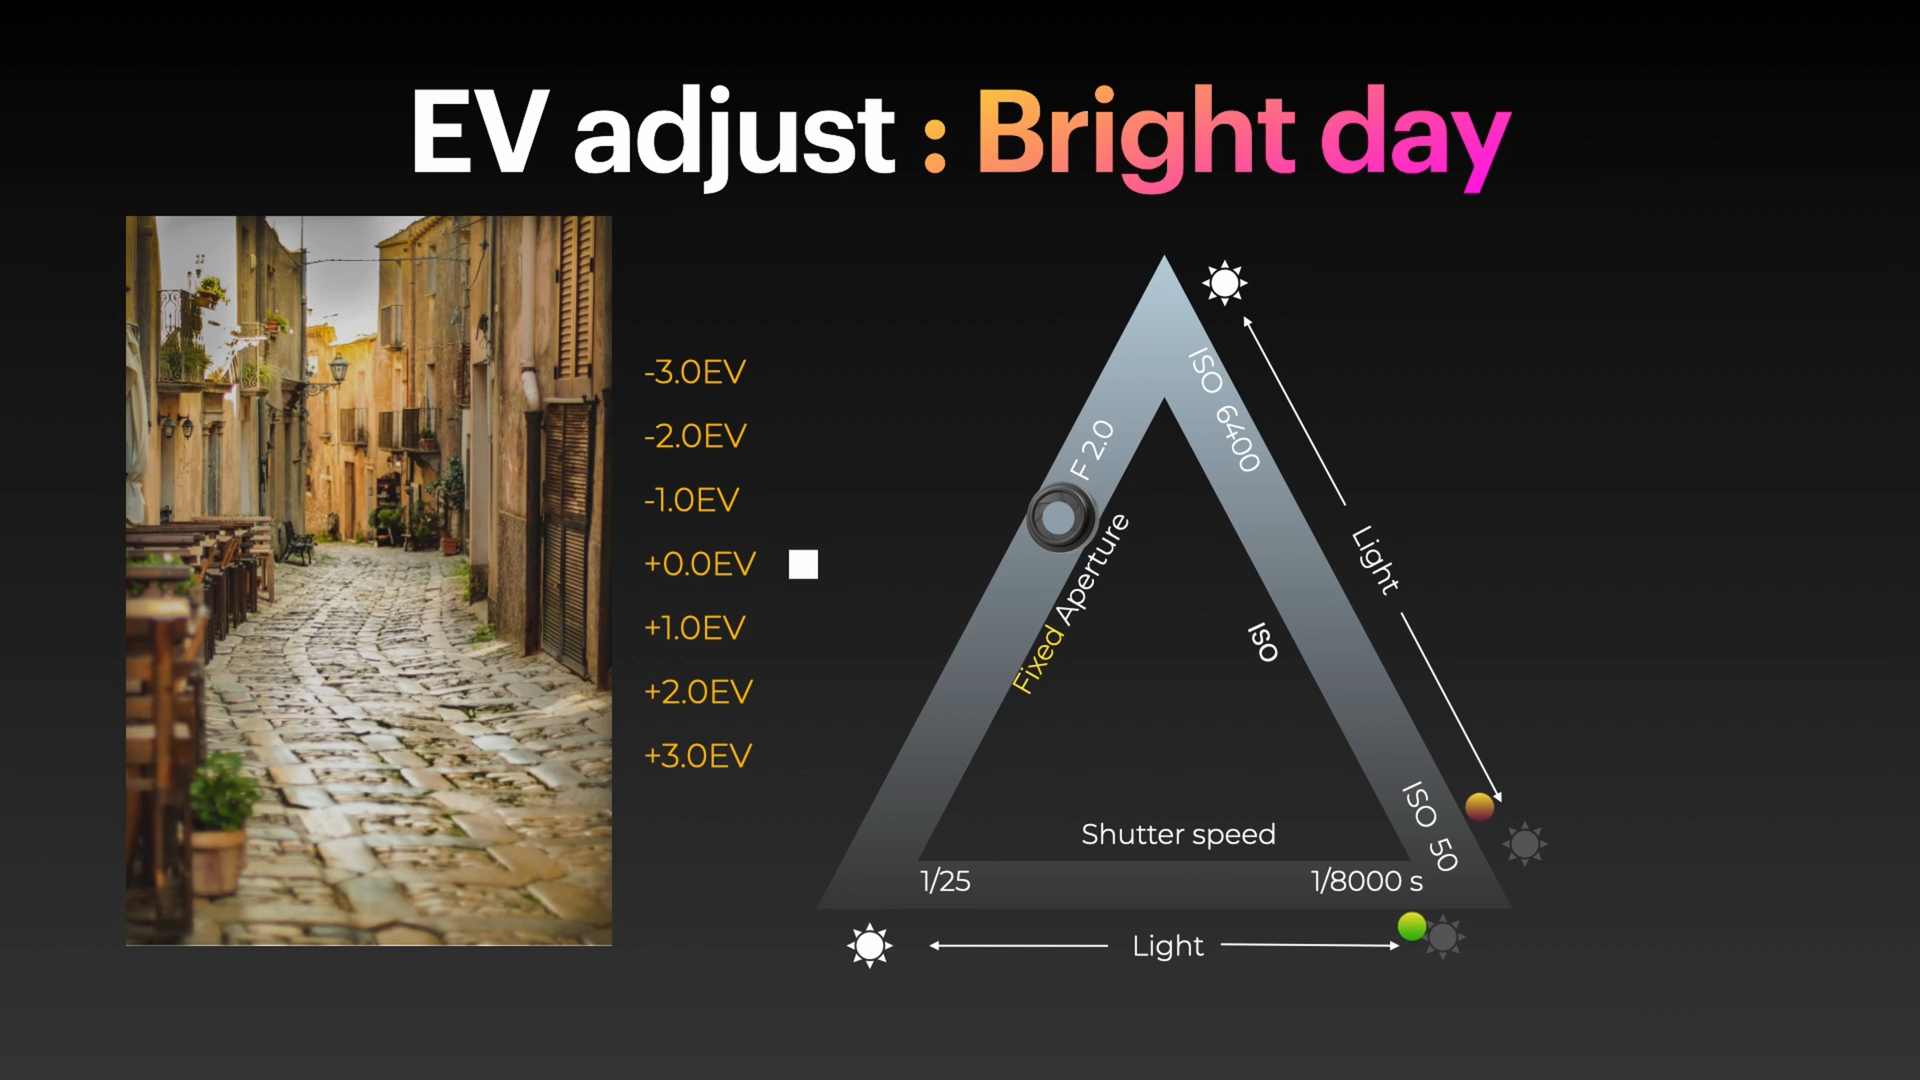 EV adjust : Bright day
-3.0EV
-2.0EV
-1.0EV
+0.0EV
+1.0EV
+2.0EV
+3.0EV
F 2.0
Fixed Aperture
ISO 6400
ISO
ISO 50
Light
Shutter speed
1/25
1/8000 s
Light